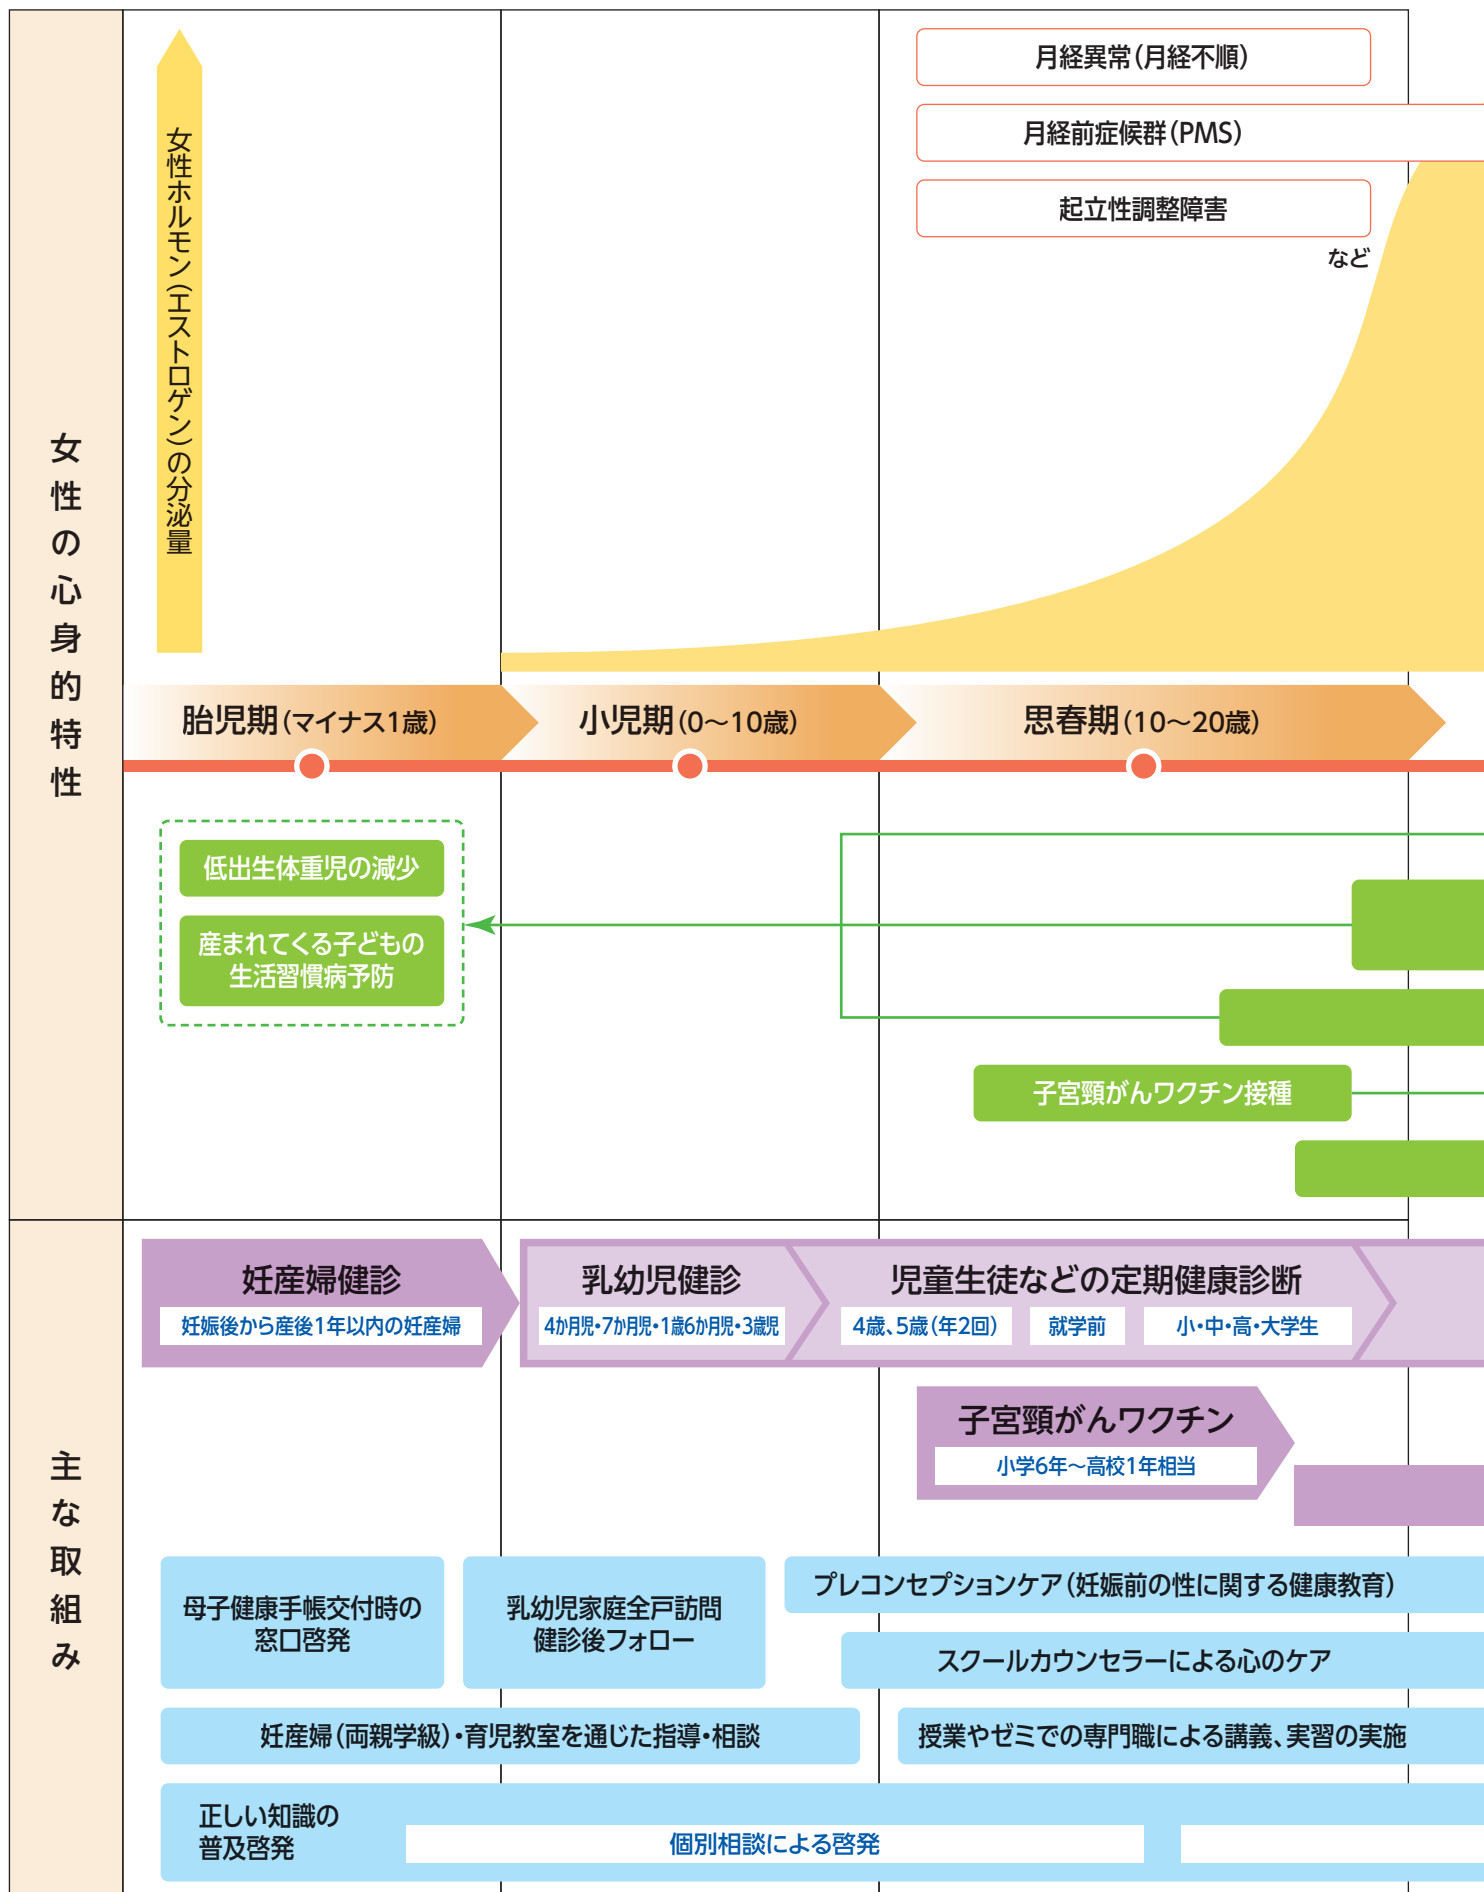 女性の心身的特性
女性ホルモン(エストロゲン)の分泌量
月経異常(月経不順)
月経前症候群(PMS)
起立性調整障害
など
胎児期(マイナス1歳)
小児期(0～10歳)
思春期(10～20歳)
低出生体重児の減少
産まれてくる子どもの
生活習慣病予防
子宮頸がんワクチン接種
主な取組み
妊産婦健診
妊娠後から産後1年以内の妊産婦
乳幼児健診
4か月児・7か月児・1歳6か月児・3歳児
児童生徒などの定期健康診断
4歳、5歳(年2回)
就学前
小・中・高・大学生
子宮頸がんワクチン
小学6年～高校1年相当
母子健康手帳交付時の
窓口啓発
乳幼児家庭全戸訪問
健診後フォロー
プレコンセプションケア(妊娠前の性に関する健康教育)
スクールカウンセラーによる心のケア
妊産婦(両親学級)・育児教室を通じた指導・相談
授業やゼミでの専門職による講義、実習の実施
正しい知識の
普及啓発
個別相談による啓発